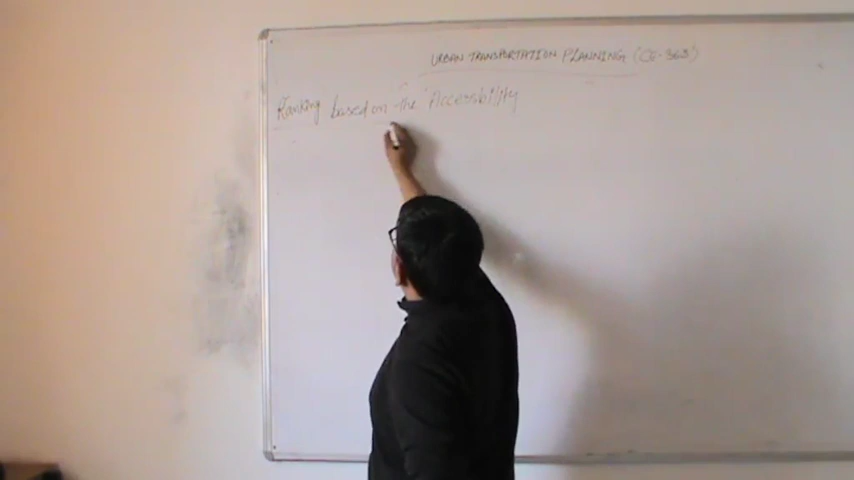 URBAN TRANSPORTATION PLANNING (CE-363)
Ranking based on the Accessibility